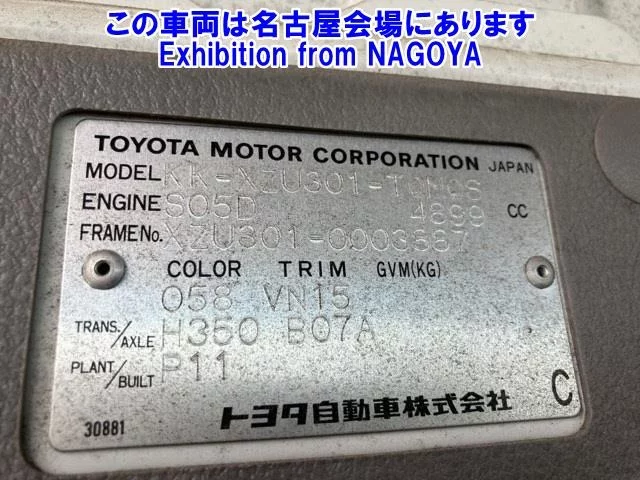 この車両は名古屋会場にあります
Exhibition from NAGOYA
TOYOTA MOTOR CORPORATION JAPAN
MODEL KK-XZU301-TQMQS
ENGINE S05D 4899 CC
FRAME No. XZU301-0003387
COLOR TRIM GVM(KG)
058 VN15
TRANS./AXLE H350 B07A
PLANT/BUILT P11
C
30881 トヨタ自動車株式会社